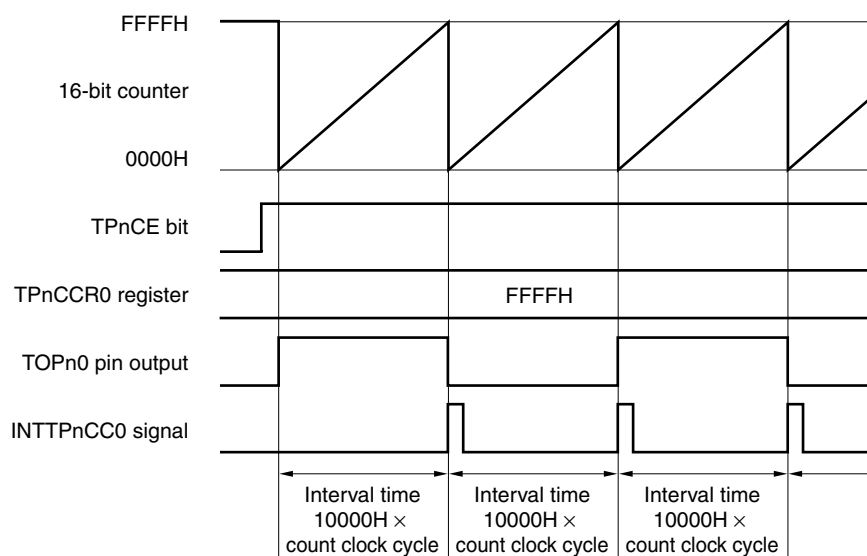 FFFFH
16-bit counter
0000H
TPnCE bit
TPnCCR0 register
FFFFH
TOPn0 pin output
INTTPnCC0 signal
Interval time
10000H ×
count clock cycle
Interval time
10000H ×
count clock cycle
Interval time
10000H ×
count clock cycle